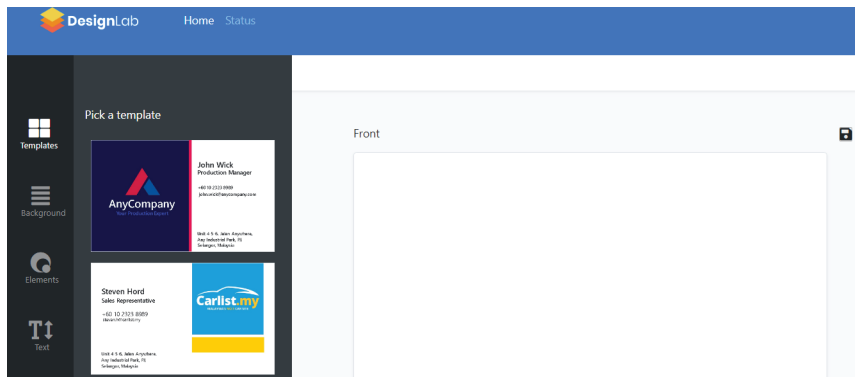 DesignLab
Home Status
Pick a template
Front
Templates
John Wick
Production Manager
+60 10 2323 8989
johnwick@anycompany.com
AnyCompany
Your Production Expert
Unit 4 5 6, Jalan Anywhere,
Any Industrial Park, PJ
Selangor, Malaysia
Background
Elements
Steven Hord
Sales Representative
+60 10 2323 8989
Carlist.my
Unit 4 5 6, Jalan Anywhere,
Any Industrial Park, PJ
Selangor, Malaysia
Text